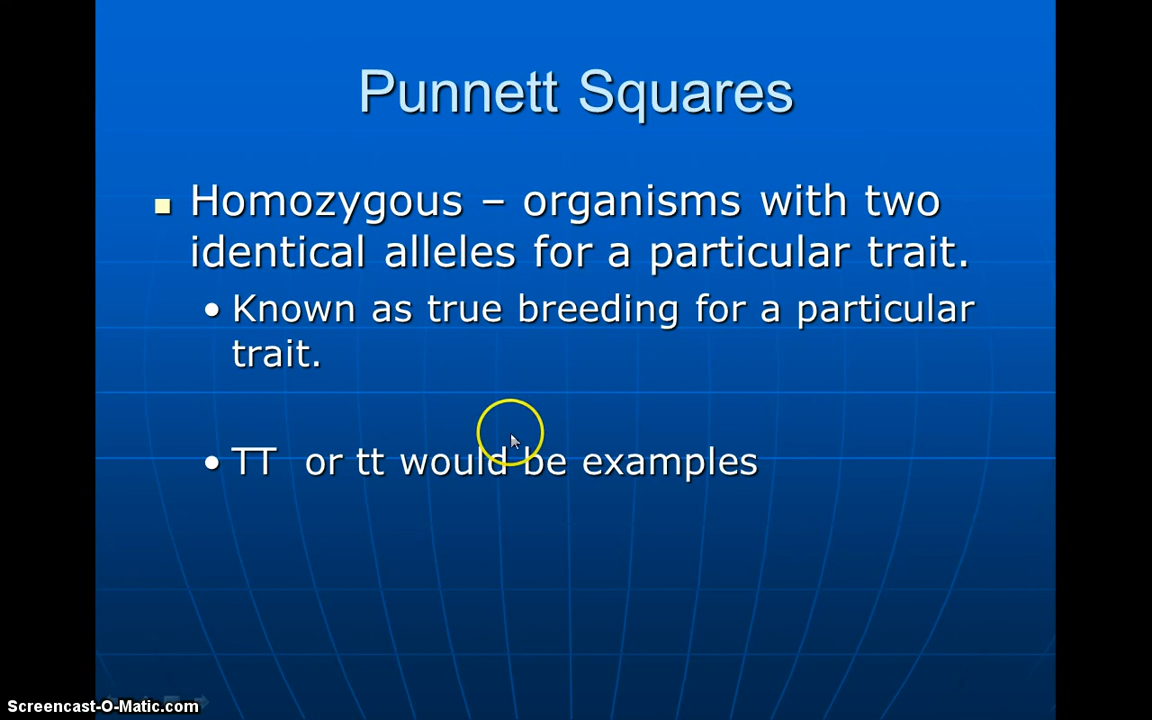 Punnett Squares
Homozygous – organisms with two
identical alleles for a particular trait.
Known as true breeding for a particular
trait.
TT  or tt would be examples
Screencast-O-Matic.com